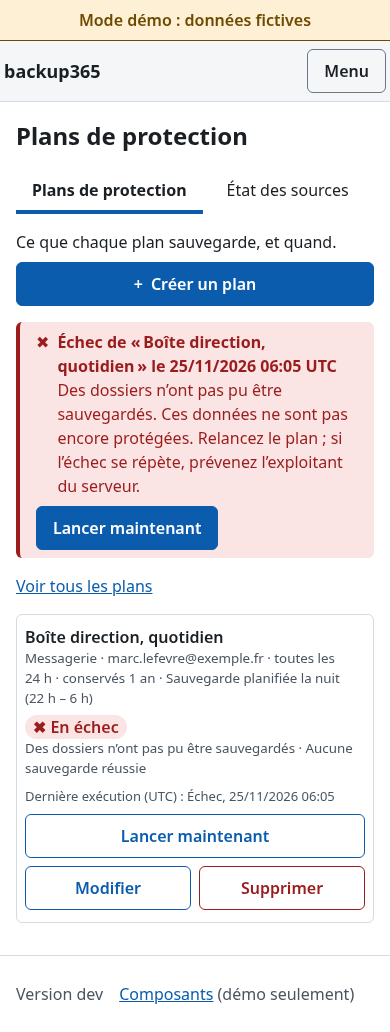 Mode démo : données fictives
backup365
Menu
Plans de protection
Plans de protection
État des sources
Ce que chaque plan sauvegarde, et quand.
+ Créer un plan
✖ Échec de « Boîte direction,
quotidien » le 25/11/2026 06:05 UTC
Des dossiers n’ont pas pu être
sauvegardés. Ces données ne sont pas
encore protégées. Relancez le plan ; si
l’échec se répète, prévenez l’exploitant
du serveur.
Lancer maintenant
Voir tous les plans
Boîte direction, quotidien
Messagerie · marc.lefevre@exemple.fr · toutes les
24 h · conservés 1 an · Sauvegarde planifiée la nuit
(22 h – 6 h)
✖ En échec
Des dossiers n’ont pas pu être sauvegardés · Aucune
sauvegarde réussie
Dernière exécution (UTC) : Échec, 25/11/2026 06:05
Lancer maintenant
Modifier
Supprimer
Version dev
Composants (démo seulement)